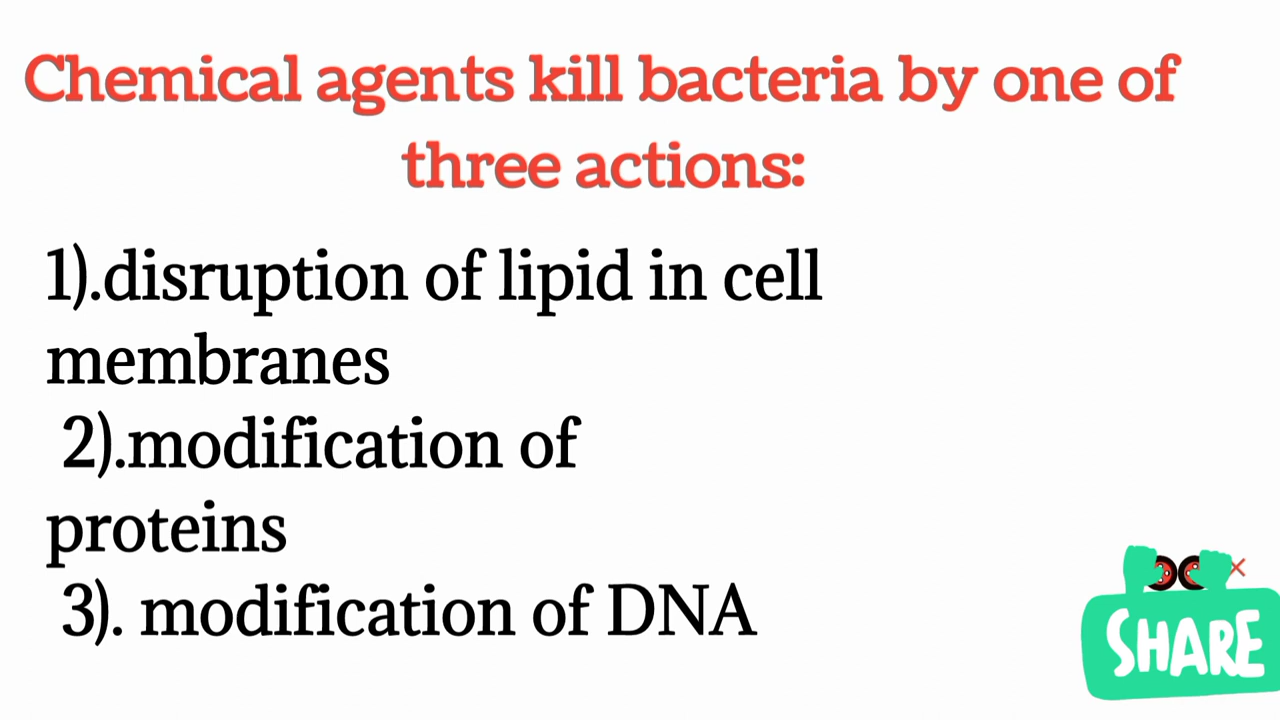 Chemical agents kill bacteria by one of
three actions:
1).disruption of lipid in cell
membranes
2).modification of
proteins
3). modification of DNA
SHARE